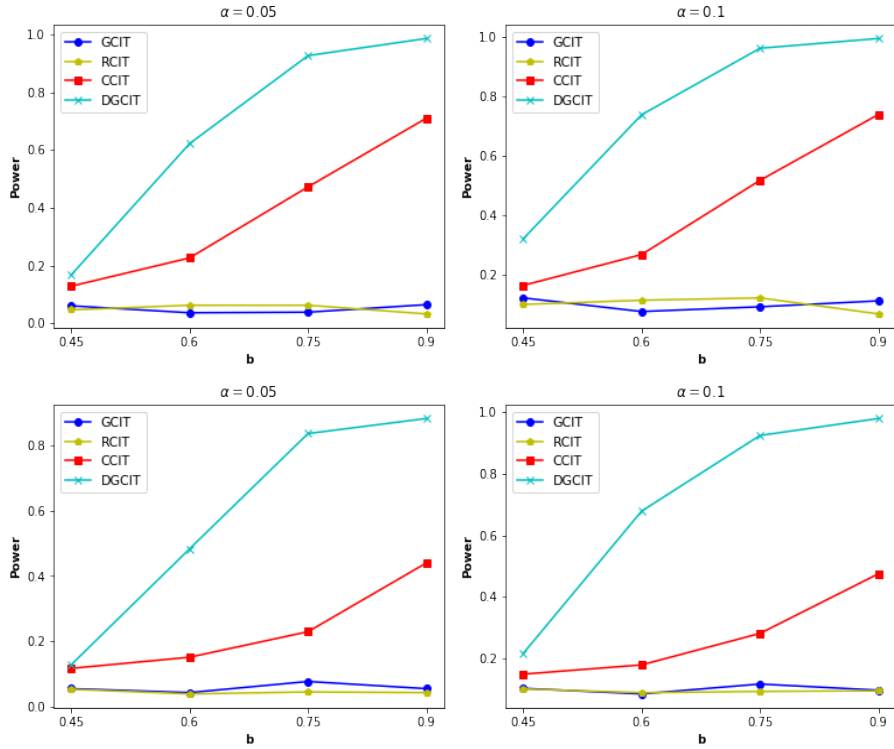 α = 0.05
GCIT
RCIT
CCIT
DGCIT
Power
1.0
0.8
0.6
0.4
0.2
0.0
0.45 0.6 0.75 0.9
b
α = 0.1
GCIT
RCIT
CCIT
DGCIT
Power
1.0
0.8
0.6
0.4
0.2
0.45 0.6 0.75 0.9
b
α = 0.05
GCIT
RCIT
CCIT
DGCIT
Power
0.8
0.6
0.4
0.2
0.0
0.45 0.6 0.75 0.9
b
α = 0.1
GCIT
RCIT
CCIT
DGCIT
Power
1.0
0.8
0.6
0.4
0.2
0.45 0.6 0.75 0.9
b